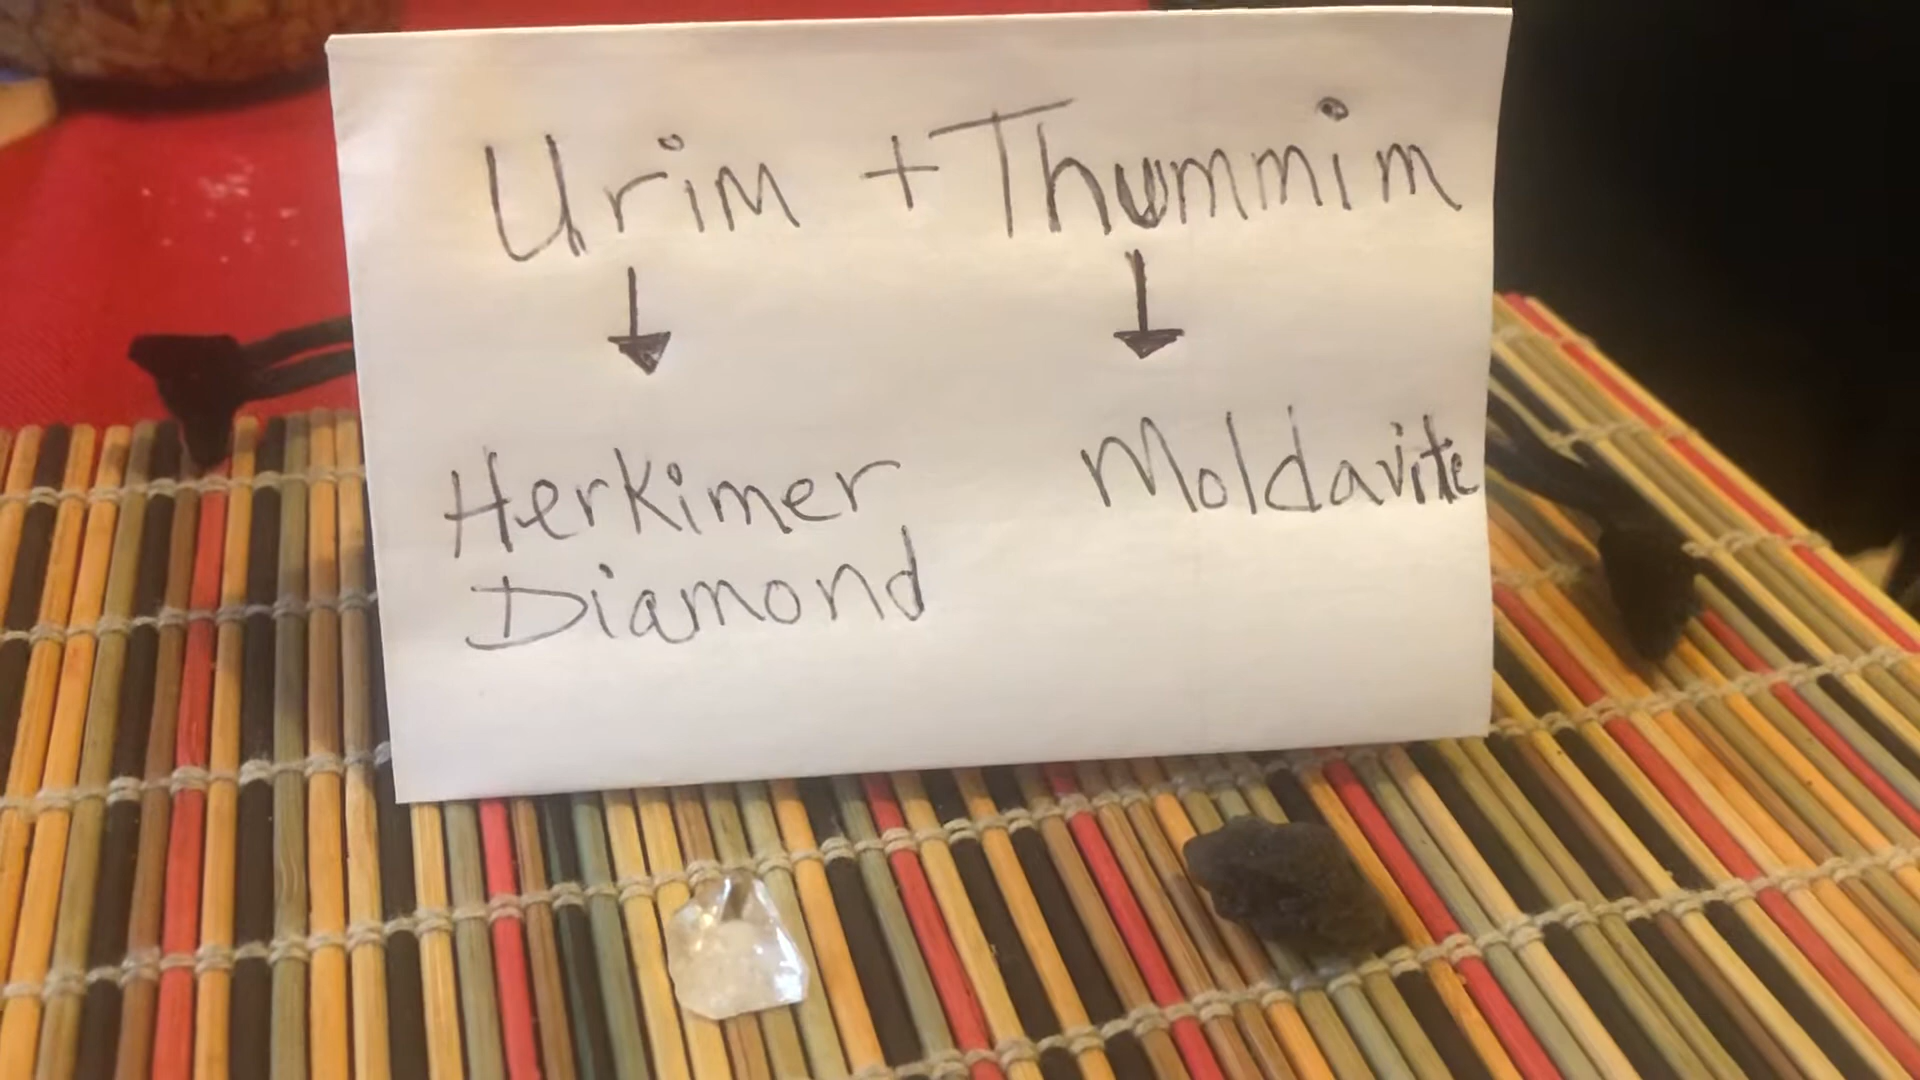 Urim + Thummim
↓ ↓
Herkimer Moldavite
Diamond